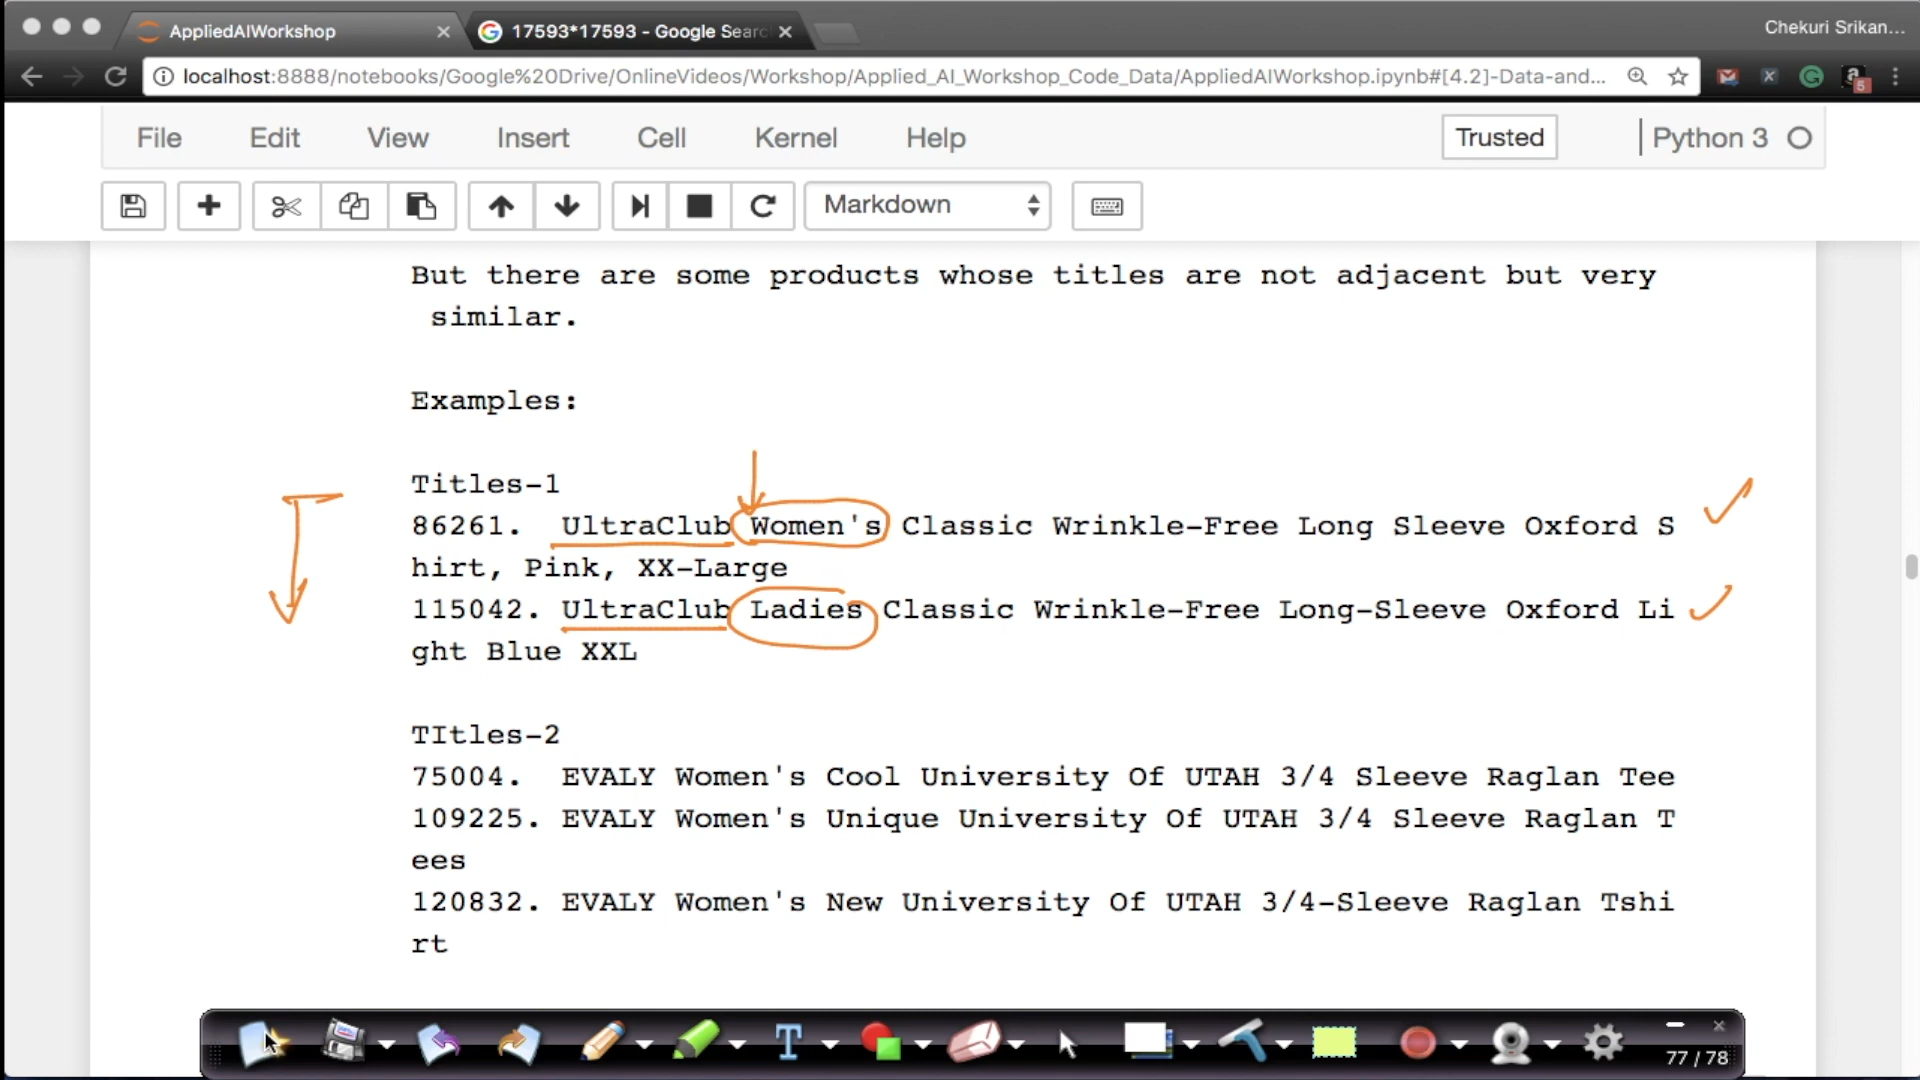 AppliedAIWorkshop
17593*17593 - Google Searc
Chekuri Srikan...
localhost:8888/notebooks/Google%20Drive/OnlineVideos/Workshop/Applied_AI_Workshop_Code_Data/AppliedAIWorkshop.ipynb#[4.2]-Data-and...
5
File Edit View Insert Cell Kernel Help
Trusted
Python 3
Markdown
But there are some products whose titles are not adjacent but very
similar.
Examples:
Titles-1
86261. UltraClub Women's Classic Wrinkle-Free Long Sleeve Oxford S
hirt, Pink, XX-Large
115042. UltraClub Ladies Classic Wrinkle-Free Long-Sleeve Oxford Li
ght Blue XXL
TItles-2
75004. EVALY Women's Cool University Of UTAH 3/4 Sleeve Raglan Tee
109225. EVALY Women's Unique University Of UTAH 3/4 Sleeve Raglan T
ees
120832. EVALY Women's New University Of UTAH 3/4-Sleeve Raglan Tshi
rt
T
77 / 78